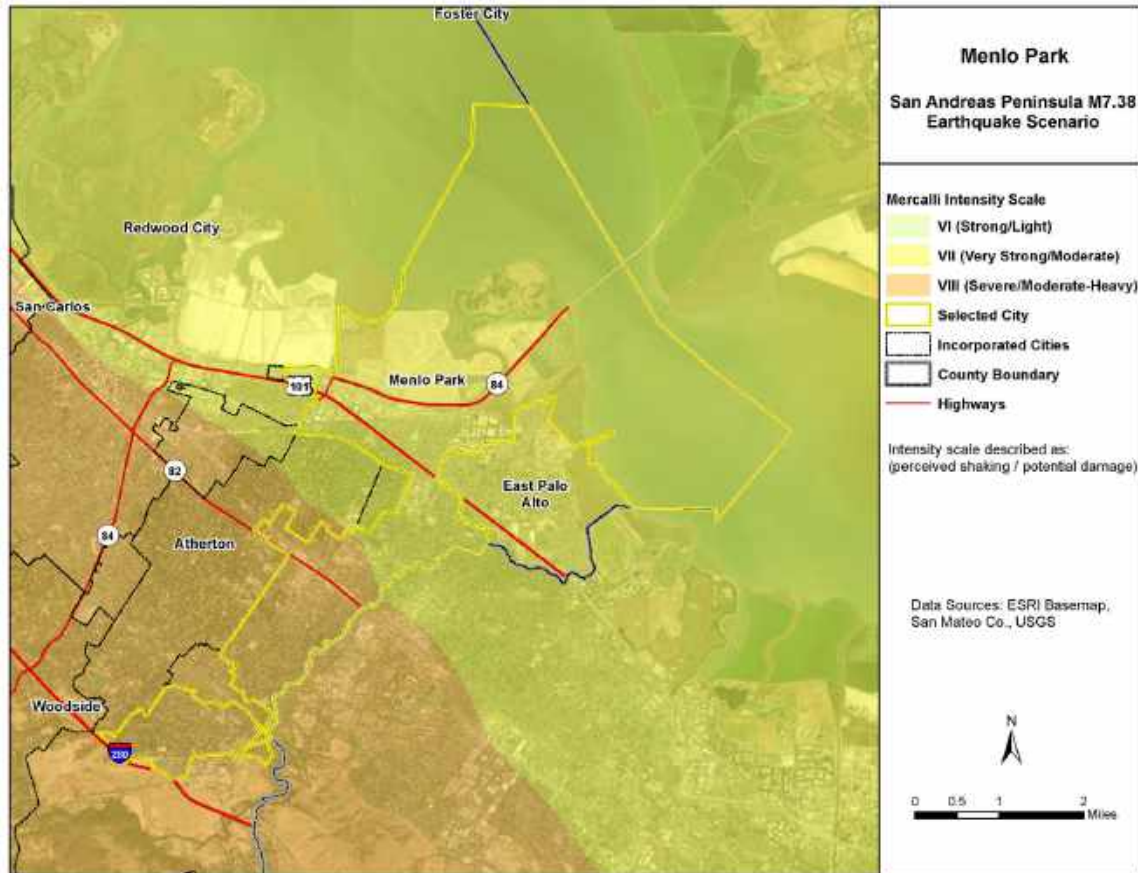 Foster City
Redwood City
San Carlos
101
Menlo Park
84
82
East Palo
Alto
84
Atherton
Woodside
280
Menlo Park
San Andreas Peninsula M7.38
Earthquake Scenario
Mercalli Intensity Scale
VI (Strong/Light)
VII (Very Strong/Moderate)
VIII (Severe/Moderate-Heavy)
Selected City
Incorporated Cities
County Boundary
Highways
Intensity scale described as:
(perceived shaking / potential damage)
Data Sources: ESRI Basemap,
San Mateo Co., USGS
N
0 0.5 1 2
Miles